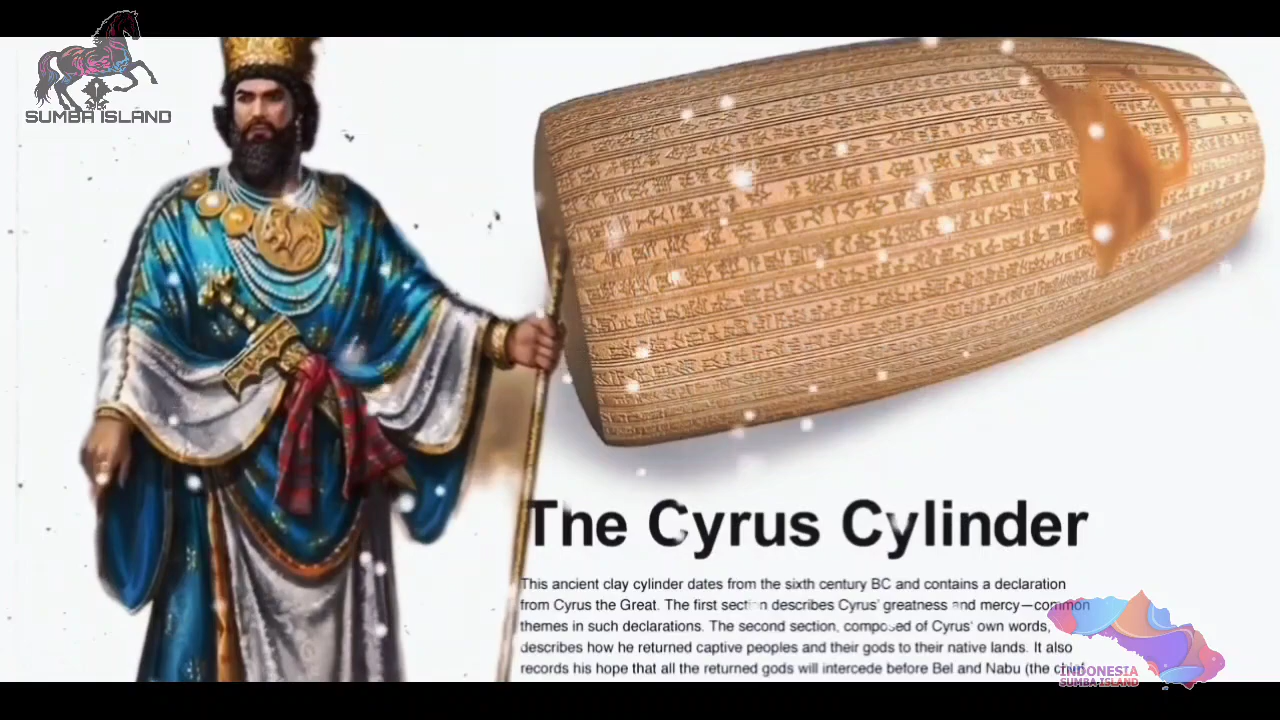 SUMBA ISLAND
The Cyrus Cylinder
This ancient clay cylinder dates from the sixth century BC and contains a declaration
from Cyrus the Great. The first section describes Cyrus' greatness and mercy—common
themes in such declarations. The second section, composed of Cyrus' own words,
describes how he returned captive peoples and their gods to their native lands. It also
records his hope that all the returned gods will intercede before Bel and Nabu (the chief
INDONESIA
SUMBA ISLAND